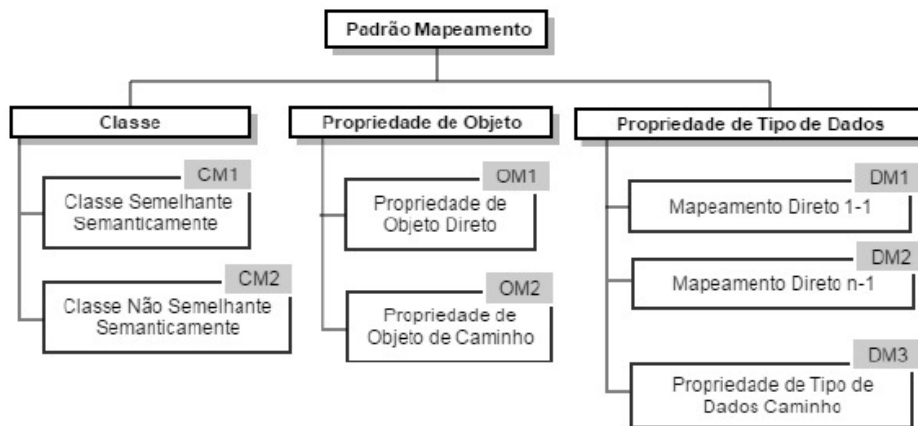 Padrão Mapeamento
Classe
CM1
Classe Semelhante
Semanticamente
CM2
Classe Não Semelhante
Semanticamente
Propriedade de Objeto
OM1
Propriedade de
Objeto Direto
OM2
Propriedade de
Objeto de Caminho
Propriedade de Tipo de Dados
DM1
Mapeamento Direto 1-1
DM2
Mapeamento Direto n-1
DM3
Propriedade de Tipo de
Dados Caminho